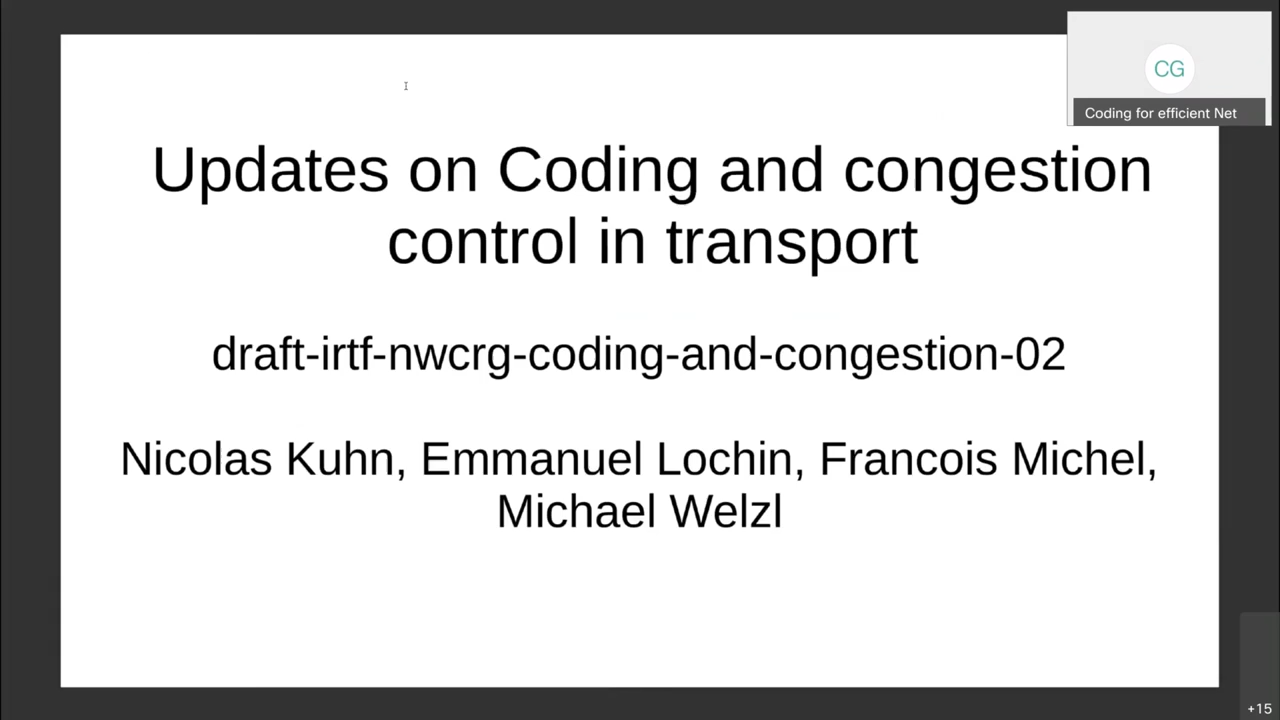 CG
Coding for efficient Net
Updates on Coding and congestion
control in transport
draft-irtf-nwcrg-coding-and-congestion-02
Nicolas Kuhn, Emmanuel Lochin, Francois Michel,
Michael Welzl
+15